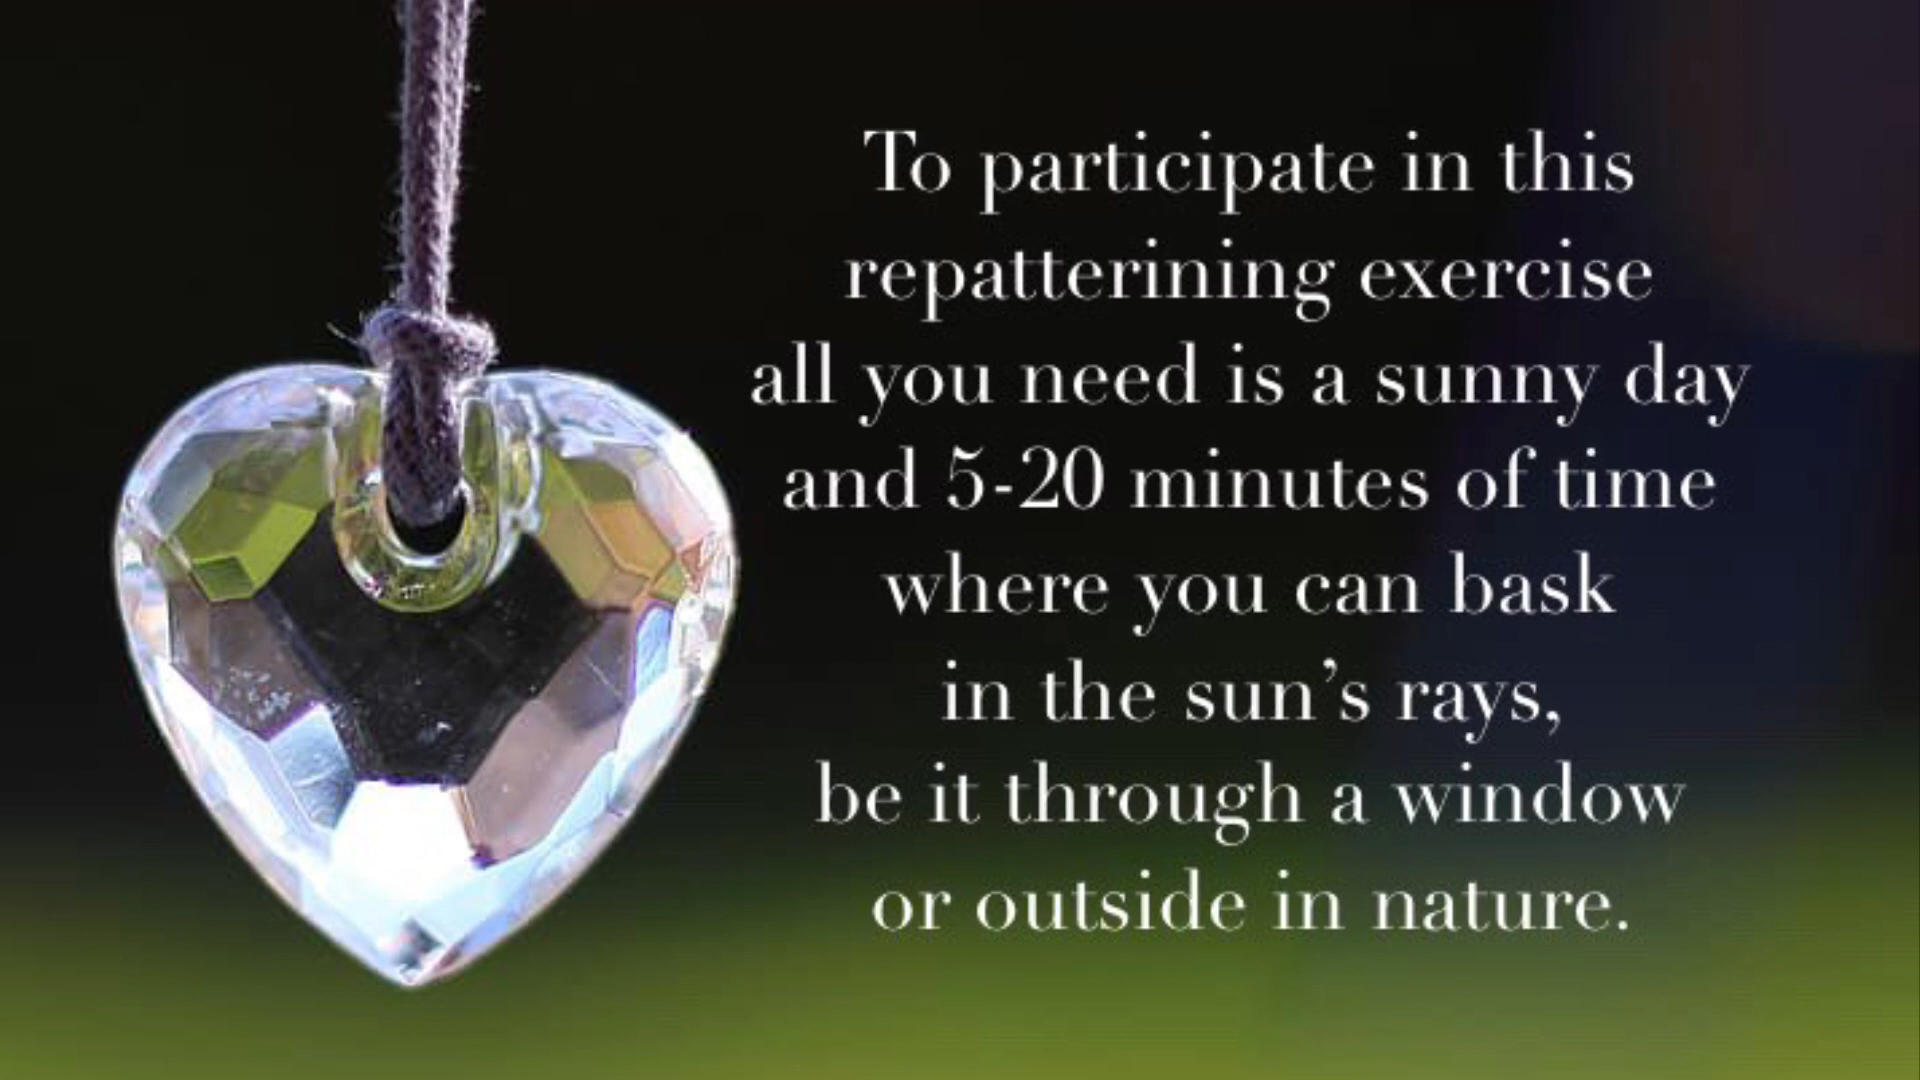 To participate in this
repatterining exercise
all you need is a sunny day
and 5-20 minutes of time
where you can bask
in the sun’s rays,
be it through a window
or outside in nature.